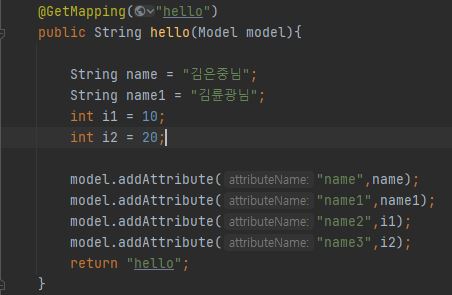 @GetMapping("hello")
public String hello(Model model){
String name = "김은중님";
String name1 = "김륜광님";
int i1 = 10;
int i2 = 20;
model.addAttribute( attributeName: "name",name);
model.addAttribute( attributeName: "name1",name1);
model.addAttribute( attributeName: "name2",i1);
model.addAttribute( attributeName: "name3",i2);
return "hello";
}